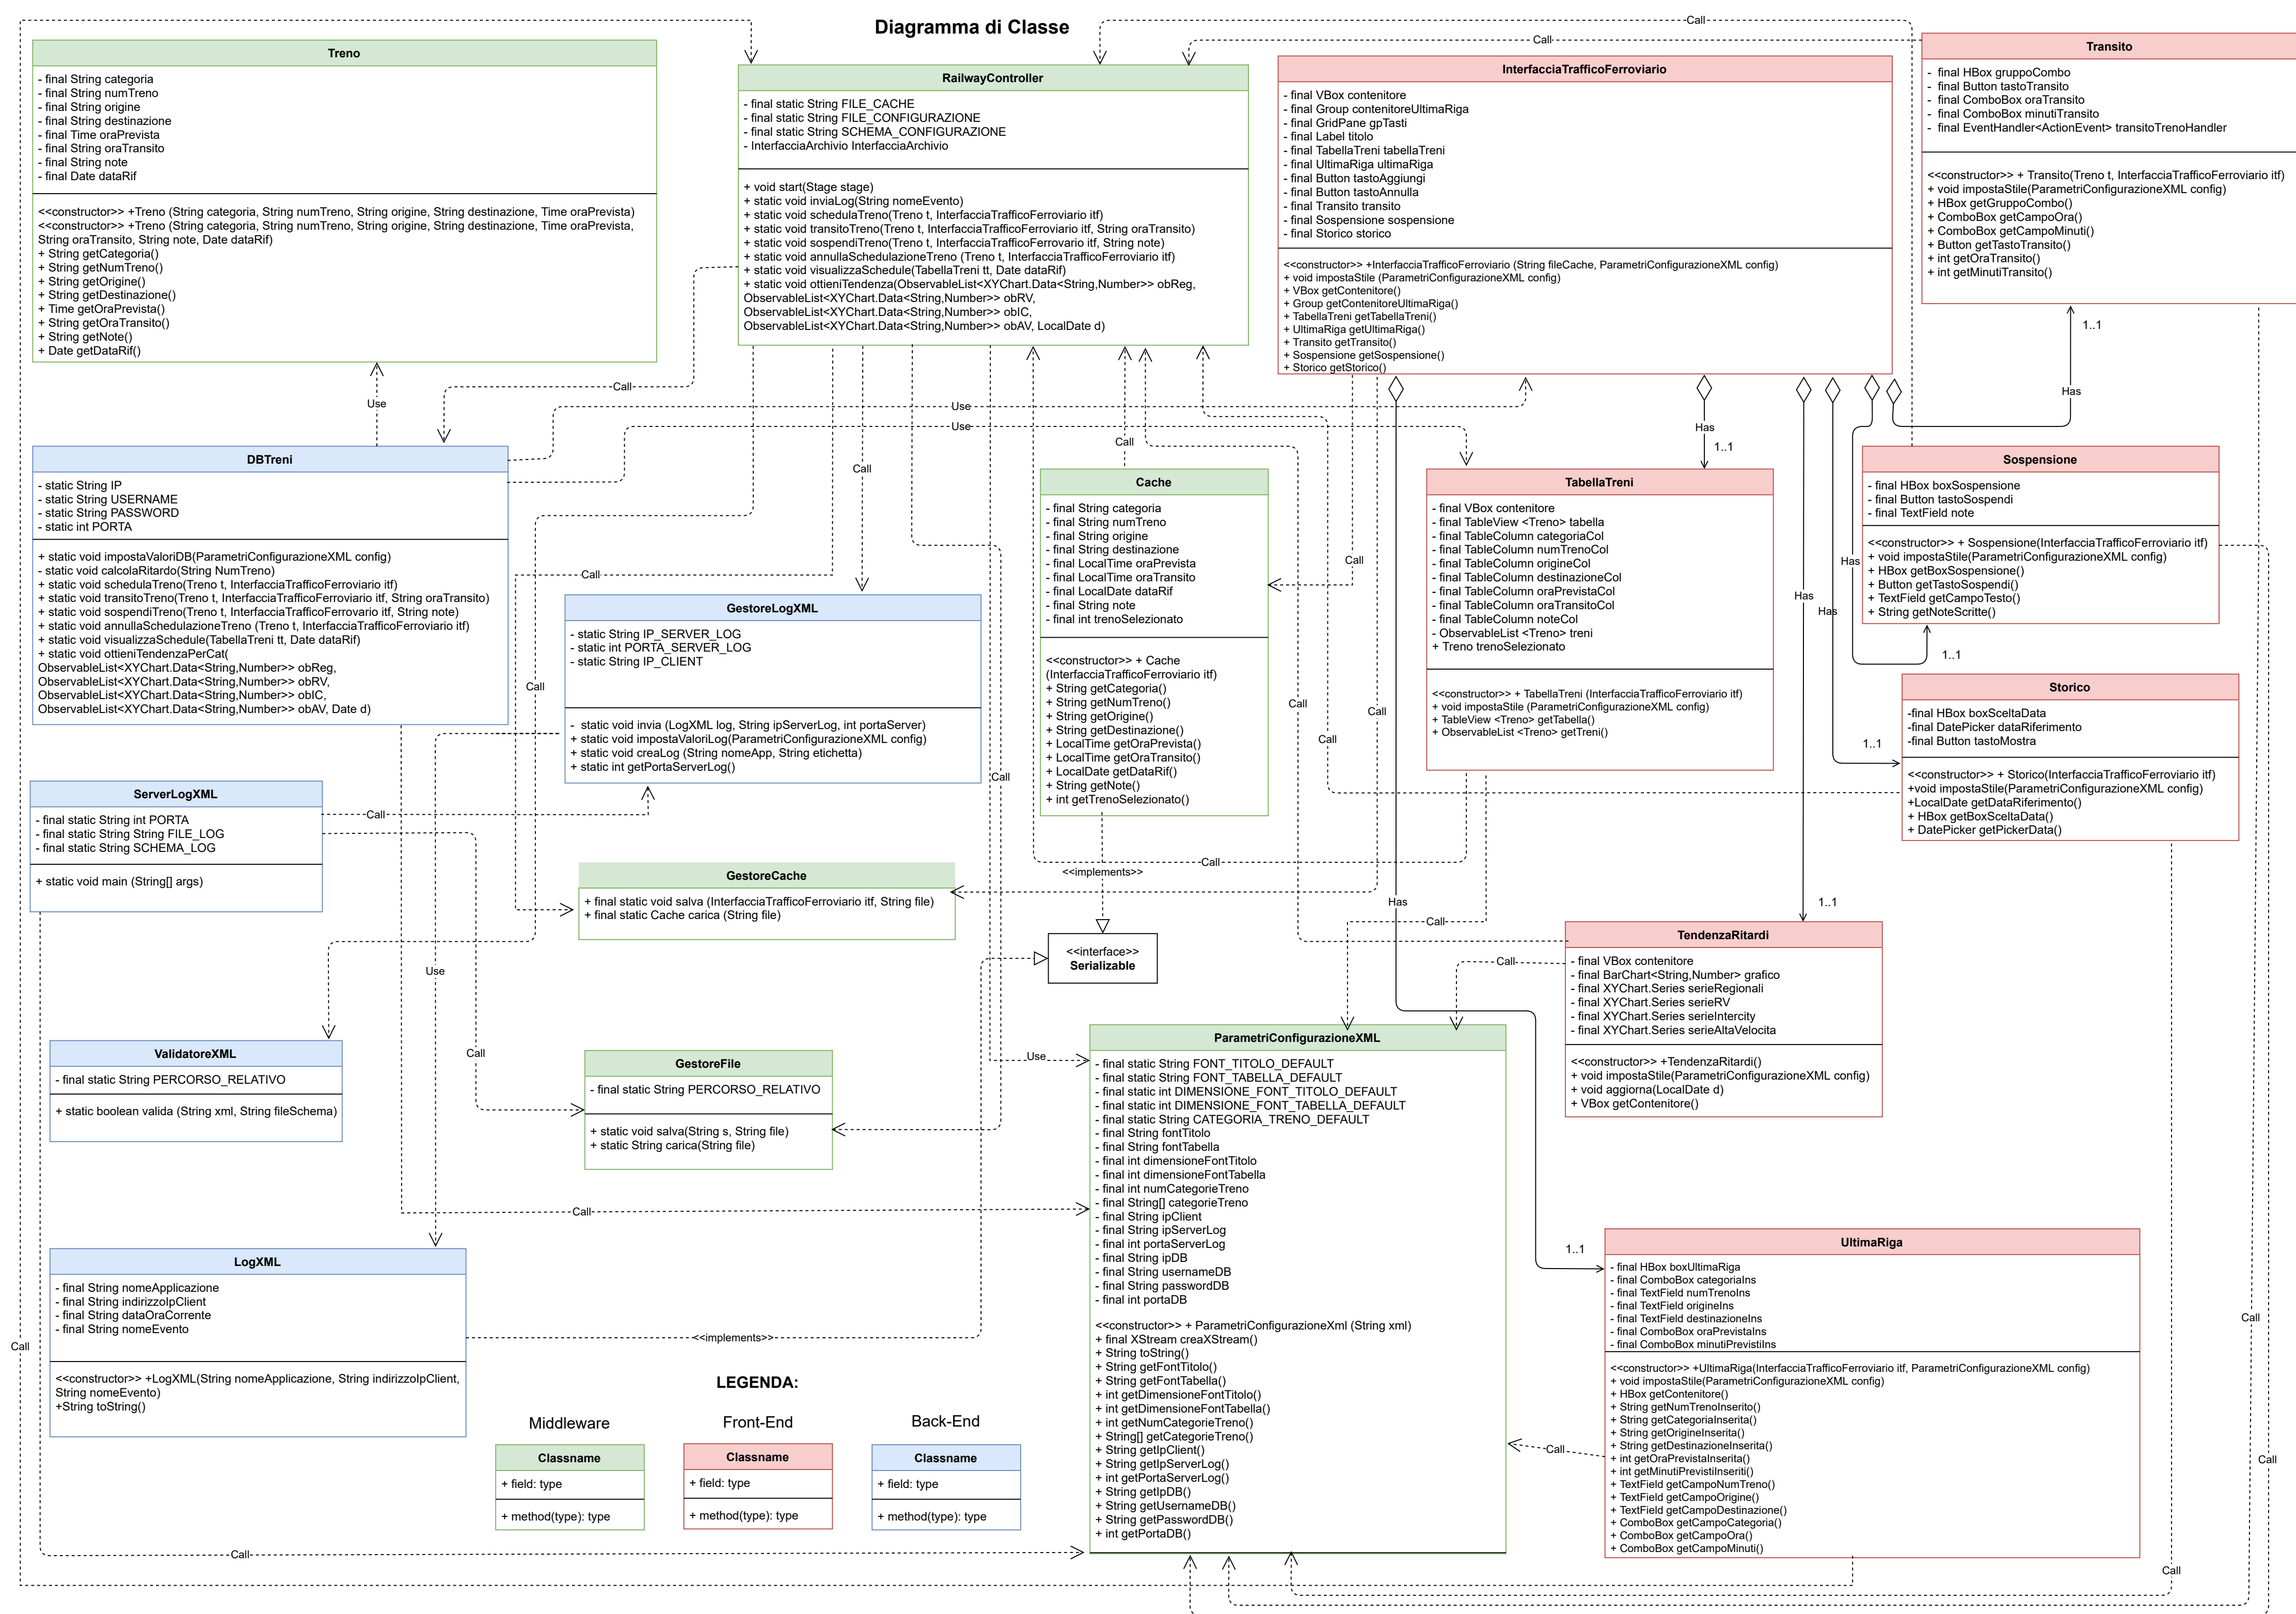 Diagramma di Classe
Treno
- final String categoria
- final String numTreno
- final String origine
- final String destinazione
- final Time oraPrevista
- final String oraTransito
- final String note
- final Date dataRif
<<constructor>> +Treno (String categoria, String numTreno, String origine, String destinazione, Time oraPrevista)
<<constructor>> +Treno (String categoria, String numTreno, String origine, String destinazione, Time oraPrevista,
String oraTransito, String note, Date dataRif)
+ String getCategoria()
+ String getNumTreno()
+ String getOrigine()
+ String getDestinazione()
+ Time getOraPrevista()
+ String getOraTransito()
+ String getNote()
+ Date getDataRif()
RailwayController
- final static String FILE_CACHE
- final static String FILE_CONFIGURAZIONE
- final static String SCHEMA_CONFIGURAZIONE
- InterfacciaArchivio InterfacciaArchivio
+ void start(Stage stage)
+ static void inviaLog(String nomeEvento)
+ static void schedulaTreno(Treno t, InterfacciaTrafficoFerroviario itf)
+ static void transitoTreno(Treno t, InterfacciaTrafficoFerroviario itf, String oraTransito)
+ static void sospendiTreno(Treno t, InterfacciaTrafficoFerroviario itf, String note)
+ static void annullaSchedulazioneTreno (Treno t, InterfacciaTrafficoFerroviario itf)
+ static void visualizzaSchedule(TabellaTreni tt, Date dataRif)
+ static void ottieniTendenza(ObservableList<XYChart.Data<String,Number>> obReg,
ObservableList<XYChart.Data<String,Number>> obRV,
ObservableList<XYChart.Data<String,Number>> obIC,
ObservableList<XYChart.Data<String,Number>> obAV, LocalDate d)
InterfacciaTrafficoFerroviario
- final VBox contenitore
- final Group contenitoreUltimaRiga
- final GridPane gpTasti
- final Label titolo
- final TabellaTreni tabellaTreni
- final UltimaRiga ultimaRiga
- final Button tastoAggiungi
- final Button tastoAnnulla
- final Transito transito
- final Sospensione sospensione
- final Storico storico
<<constructor>> +InterfacciaTrafficoFerroviario (String fileCache, ParametriConfigurazioneXML config)
+ void impostaStile (ParametriConfigurazioneXML config)
+ VBox getContenitore()
+ Group getContenitoreUltimaRiga()
+ TabellaTreni getTabellaTreni()
+ UltimaRiga getUltimaRiga()
+ Transito getTransito()
+ Sospensione getSospensione()
+ Storico getStorico()
Transito
- final HBox gruppoCombo
- final Button tastoTransito
- final ComboBox oraTransito
- final ComboBox minutiTransito
- final EventHandler<ActionEvent> transitoTrenoHandler
<<constructor>> + Transito(Treno t, InterfacciaTrafficoFerroviario itf)
+ void impostaStile(ParametriConfigurazioneXML config)
+ HBox getGruppoCombo()
+ ComboBox getCampoOra()
+ ComboBox getCampoMinuti()
+ Button getTastoTransito()
+ int getOraTransito()
+ int getMinutiTransito()
Call
Call
Call
Use
Use
Use
Call
Call
Has
1..1
Has
1..1
DBTreni
- static String IP
- static String USERNAME
- static String PASSWORD
- static int PORTA
+ static void impostaValoriDB(ParametriConfigurazioneXML config)
- static void calcolaRitardo(String NumTreno)
+ static void schedulaTreno(Treno t, InterfacciaTrafficoFerroviario itf)
+ static void transitoTreno(Treno t, InterfacciaTrafficoFerroviario itf, String oraTransito)
+ static void sospendiTreno(Treno t, InterfacciaTrafficoFerrovario itf, String note)
+ static void annullaSchedulazioneTreno (Treno t, InterfacciaTrafficoFerroviario itf)
+ static void visualizzaSchedule(TabellaTreni tt, Date dataRif)
+ static void ottieniTendenzaPerCat(
ObservableList<XYChart.Data<String,Number>> obReg,
ObservableList<XYChart.Data<String,Number>> obRV,
ObservableList<XYChart.Data<String,Number>> obIC,
ObservableList<XYChart.Data<String,Number>> obAV, Date d)
Call
Call
GestoreLogXML
- static String IP_SERVER_LOG
- static int PORTA_SERVER_LOG
- static String IP_CLIENT
- static void invia (LogXML log, String ipServerLog, int portaServer)
+ static void impostaValoriLog(ParametriConfigurazioneXML config)
+ static void creaLog (String nomeApp, String etichetta)
+ static int getPortaServerLog()
Cache
- final String categoria
- final String numTreno
- final String origine
- final String destinazione
- final LocalTime oraPrevista
- final LocalTime oraTransito
- final LocalDate dataRif
- final String note
- final int trenoSelezionato
<<constructor>> + Cache
(InterfacciaTrafficoFerroviario itf)
+ String getCategoria()
+ String getNumTreno()
+ String getOrigine()
+ String getDestinazione()
+ LocalTime getOraPrevista()
+ LocalTime getOraTransito()
+ LocalDate getDataRif()
+ String getNote()
+ int getTrenoSelezionato()
Call
Call
Call
Call
Call
TabellaTreni
- final VBox contenitore
- final TableView <Treno> tabella
- final TableColumn categoriaCol
- final TableColumn numTrenoCol
- final TableColumn origineCol
- final TableColumn destinazioneCol
- final TableColumn oraPrevistaCol
- final TableColumn oraTransitoCol
- final TableColumn noteCol
- ObservableList <Treno> treni
+ Treno trenoSelezionato
<<constructor>> + TabellaTreni (InterfacciaTrafficoFerroviario itf)
+ void impostaStile (ParametriConfigurazioneXML config)
+ TableView <Treno> getTabella()
+ ObservableList <Treno> getTreni()
Has
Has
Has
Sospensione
- final HBox boxSospensione
- final Button tastoSospendi
- final TextField note
<<constructor>> + Sospensione(InterfacciaTrafficoFerroviario itf)
+ void impostaStile(ParametriConfigurazioneXML config)
+ HBox getBoxSospensione()
+ Button getTastoSospendi()
+ TextField getCampoTesto()
+ String getNoteScritte()
1..1
1..1
Storico
-final HBox boxSceltaData
-final DatePicker dataRiferimento
-final Button tastoMostra
<<constructor>> + Storico(InterfacciaTrafficoFerroviario itf)
+void impostaStile(ParametriConfigurazioneXML config)
+LocalDate getDataRiferimento()
+ HBox getBoxSceltaData()
+ DatePicker getPickerData()
ServerLogXML
- final static String int PORTA
- final static String String FILE_LOG
- final static String SCHEMA_LOG
+ static void main (String[] args)
Call
GestoreCache
+ final static void salva (InterfacciaTrafficoFerroviario itf, String file)
+ final static Cache carica (String file)
Call
<<implements>>
<<interface>>
Serializable
Has
Call
1..1
TendenzaRitardi
- final VBox contenitore
- final BarChart<String,Number> grafico
- final XYChart.Series serieRegionali
- final XYChart.Series serieRV
- final XYChart.Series serieIntercity
- final XYChart.Series serieAltaVelocita
<<constructor>> +TendenzaRitardi()
+ void impostaStile(ParametriConfigurazioneXML config)
+ void aggiorna(LocalDate d)
+ VBox getContenitore()
Call
Use
Call
Use
ValidatoreXML
- final static String PERCORSO_RELATIVO
+ static boolean valida (String xml, String fileSchema)
GestoreFile
- final static String PERCORSO_RELATIVO
+ static void salva(String s, String file)
+ static String carica(String file)
ParametriConfigurazioneXML
- final static String FONT_TITOLO_DEFAULT
- final static String FONT_TABELLA_DEFAULT
- final static int DIMENSIONE_FONT_TITOLO_DEFAULT
- final static int DIMENSIONE_FONT_TABELLA_DEFAULT
- final static String CATEGORIA_TRENO_DEFAULT
- final String fontTitolo
- final String fontTabella
- final int dimensioneFontTitolo
- final int dimensioneFontTabella
- final int numCategorieTreno
- final String[] categorieTreno
- final String ipClient
- final String ipServerLog
- final int portaServerLog
- final String ipDB
- final String usernameDB
- final String passwordDB
- final int portaDB
<<constructor>> + ParametriConfigurazioneXml (String xml)
+ final XStream creaXStream()
+ String toString()
+ String getFontTitolo()
+ String getFontTabella()
+ int getDimensioneFontTitolo()
+ int getDimensioneFontTabella()
+ int getNumCategorieTreno()
+ String[] getCategorieTreno()
+ String getIpClient()
+ String getIpServerLog()
+ int getPortaServerLog()
+ String getIpDB()
+ String getUsernameDB()
+ String getPasswordDB()
+ int getPortaDB()
Call
LogXML
- final String nomeApplicazione
- final String indirizzoIpClient
- final String dataOraCorrente
- final String nomeEvento
<<constructor>> +LogXML(String nomeApplicazione, String indirizzoIpClient,
String nomeEvento)
+String toString()
Call
<<implements>>
1..1
UltimaRiga
- final HBox boxUltimaRiga
- final ComboBox categoriaIns
- final TextField numTrenoIns
- final TextField origineIns
- final TextField destinazioneIns
- final ComboBox oraPrevistaIns
- final ComboBox minutiPrevistiIns
<<constructor>> +UltimaRiga(InterfacciaTrafficoFerroviario itf, ParametriConfigurazioneXML config)
+ void impostaStile(ParametriConfigurazioneXML config)
+ HBox getContenitore()
+ String getNumTrenoInserito()
+ String getCategoriaInserita()
+ String getOrigineInserita()
+ String getDestinazioneInserita()
+ int getOraPrevistaInserita()
+ int getMinutiPrevistiInseriti()
+ TextField getCampoNumTreno()
+ TextField getCampoOrigine()
+ TextField getCampoDestinazione()
+ ComboBox getCampoCategoria()
+ ComboBox getCampoOra()
+ ComboBox getCampoMinuti()
Call
Call
Call
Call
LEGENDA:
Middleware
Front-End
Back-End
Classname
+ field: type
+ method(type): type
Classname
+ field: type
+ method(type): type
Classname
+ field: type
+ method(type): type
Call